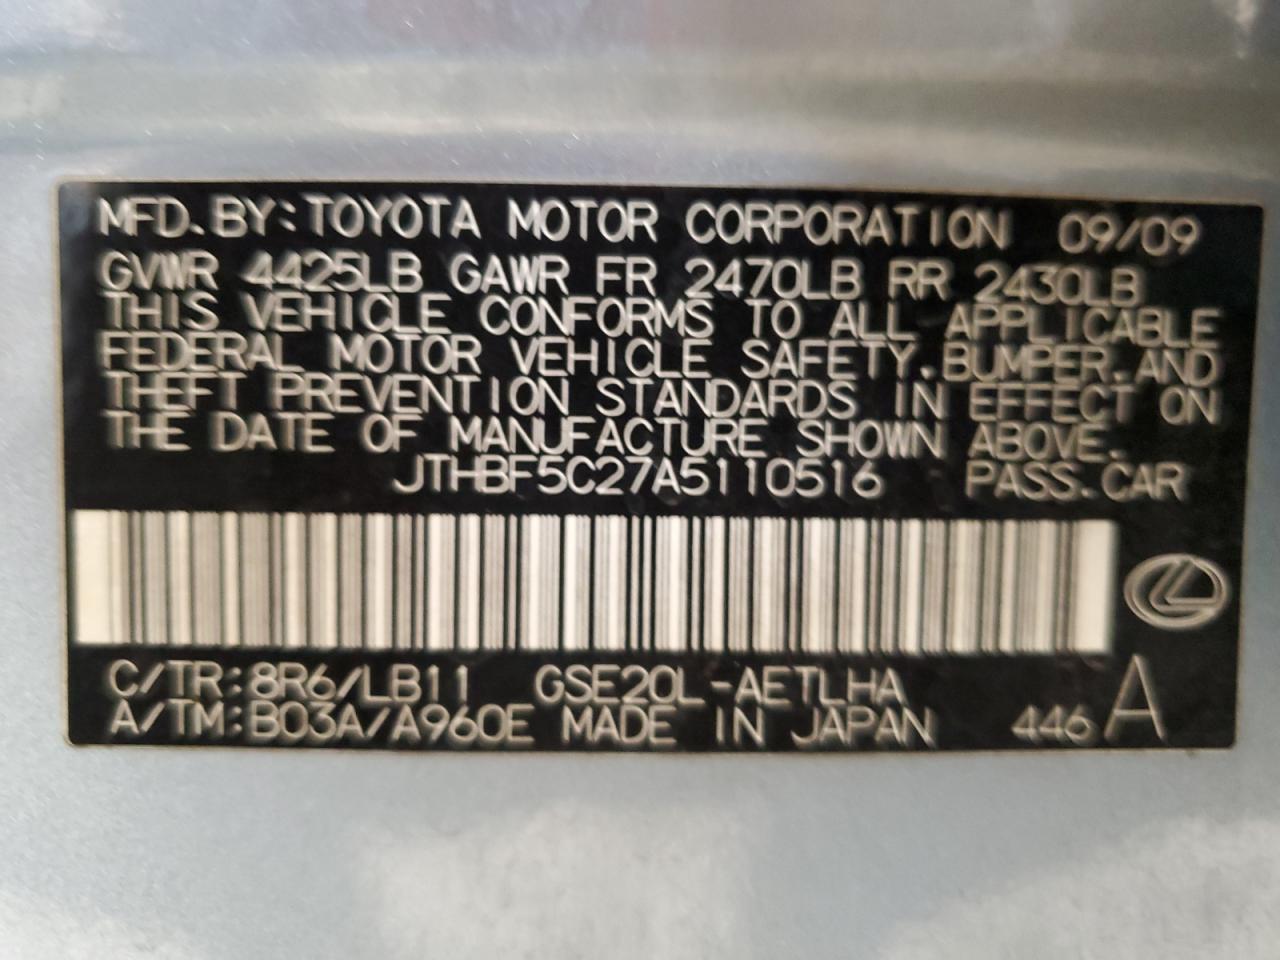 MFD. BY: TOYOTA MOTOR CORPORATION 09/09
GVWR 4425LB GAWR FR 2470LB RR 2430LB
THIS VEHICLE CONFORMS TO ALL APPLICABLE
FEDERAL MOTOR VEHICLE SAFETY, BUMPER, AND
THEFT PREVENTION STANDARDS IN EFFECT ON
THE DATE OF MANUFACTURE SHOWN ABOVE.
JTHBF5C27A5110516 PASS. CAR
C/TR: 8R6/LB11 GSE20L-AETLHA
A/TM: B03A/A960E MADE IN JAPAN 446 A